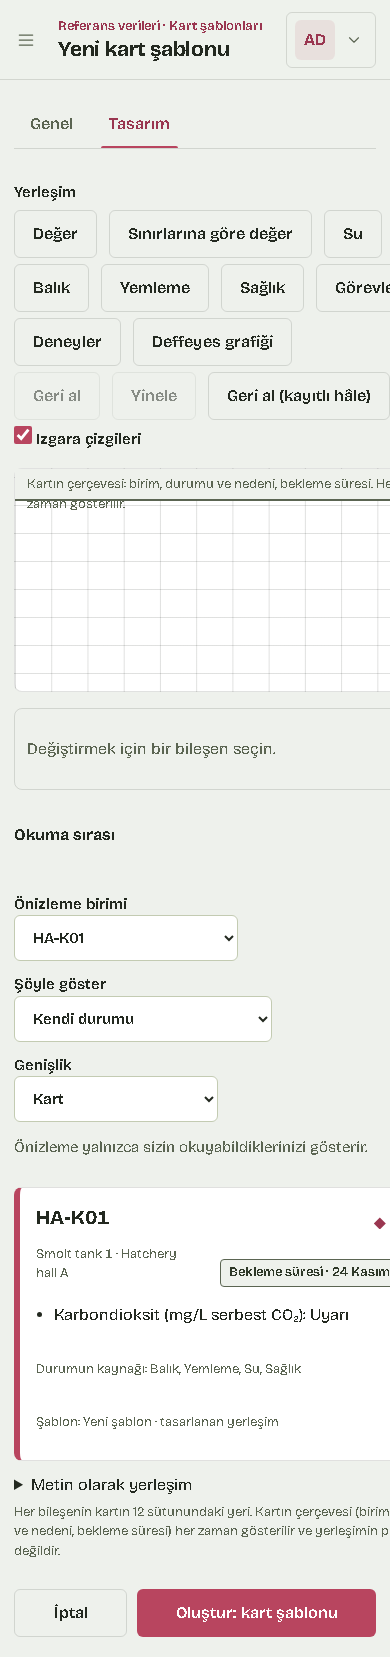 Referans verileri · Kart şablonları
Yeni kart şablonu
AD
Genel
Tasarım
Yerleşim
Değer
Sınırlarına göre değer
Su
Balık
Yemleme
Sağlık
Deneyler
Deffeyes grafiği
Geri al
Yinele
Geri al (kayıtlı hâle)
Izgara çizgileri
Kartın çerçevesi: birim, durumu ve nedeni, bekleme süresi.
zaman gösterilir.
Değiştirmek için bir bileşen seçin.
Okuma sırası
Önizleme birimi
HA-K01
Şöyle göster
Kendi durumu
Genişlik
Kart
Önizleme yalnızca sizin okuyabildiklerinizi gösterir.
HA-K01
Smolt tank 1 · Hatchery
hall A
Bekleme süresi · 24 Kasım
• Karbondioksit (mg/L serbest CO₂): Uyarı
Durumun kaynağı: Balık, Yemleme, Su, Sağlık
Şablon: Yeni şablon · tasarlanan yerleşim
Metin olarak yerleşim
Her bileşenin kartın 12 sütunundaki yeri. Kartın çerçevesi (birim
ve nedeni, bekleme süresi) her zaman gösterilir ve yerleşimin
değildir.
İptal
Oluştur: kart şablonu